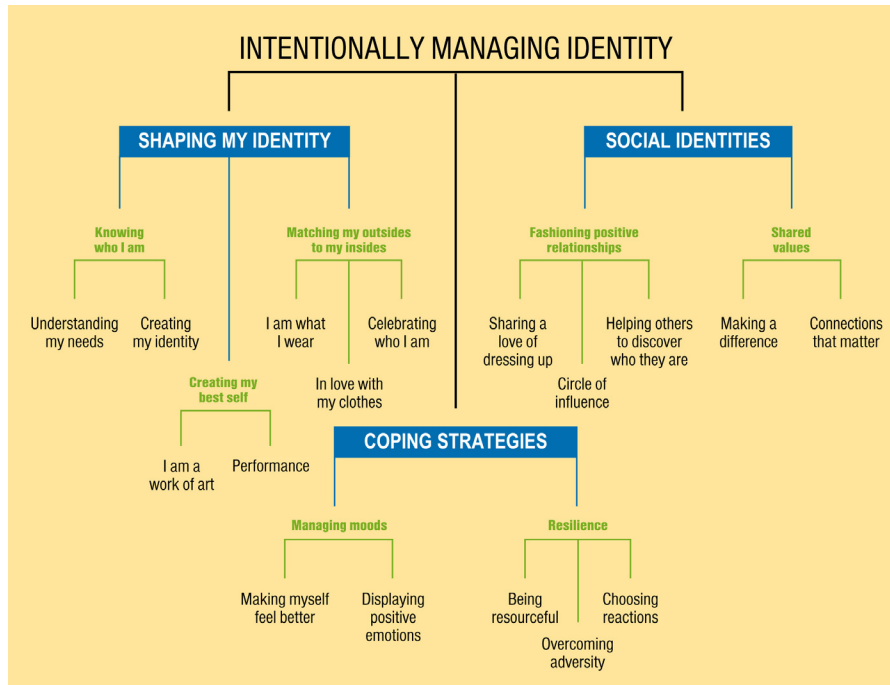 INTENTIONALLY MANAGING IDENTITY
SHAPING MY IDENTITY
SOCIAL IDENTITIES
Knowing
who I am
Matching my outsides
to my insides
Fashioning positive
relationships
Shared
values
Understanding
my needs
Creating
my identity
I am what
I wear
Celebrating
who I am
Sharing a
love of
dressing up
Helping others
to discover
who they are
Making a
difference
Connections
that matter
Creating my
best self
In love with
my clothes
Circle of
influence
I am a
work of art
Performance
COPING STRATEGIES
Managing moods
Resilience
Making myself
feel better
Displaying
positive
emotions
Being
resourceful
Choosing
reactions
Overcoming
adversity